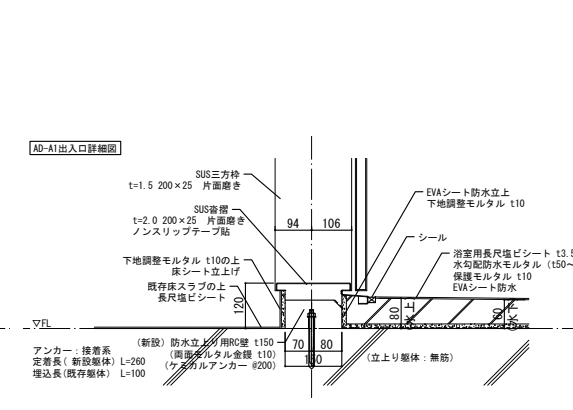 AD-A1出入口詳細図
SUS三方枠
t=1.5 200×25 片面磨き
SUS沓摺
t=2.0 200×25 片面磨き
ノンスリップテープ貼
94
106
EVAシート防水立上
下地調整モルタル t10
シール
下地調整モルタル t10の上
床シート立上げ
浴室用長尺塩ビシート t3.5
水勾配防水モルタル (t50~
保護モルタル t10
EVAシート防水
既存床スラブの上
長尺塩ビシート
120
80
水上
60
水下
▽FL
アンカー：接着系
定着長(新設躯体) L=260
埋込長(既存躯体) L=100
(新設) 防水立上り用RC壁 t150
(両面モルタル金鏝 t10)
(ケミカルアンカー @200)
70
80
150
(立上り躯体：無筋)